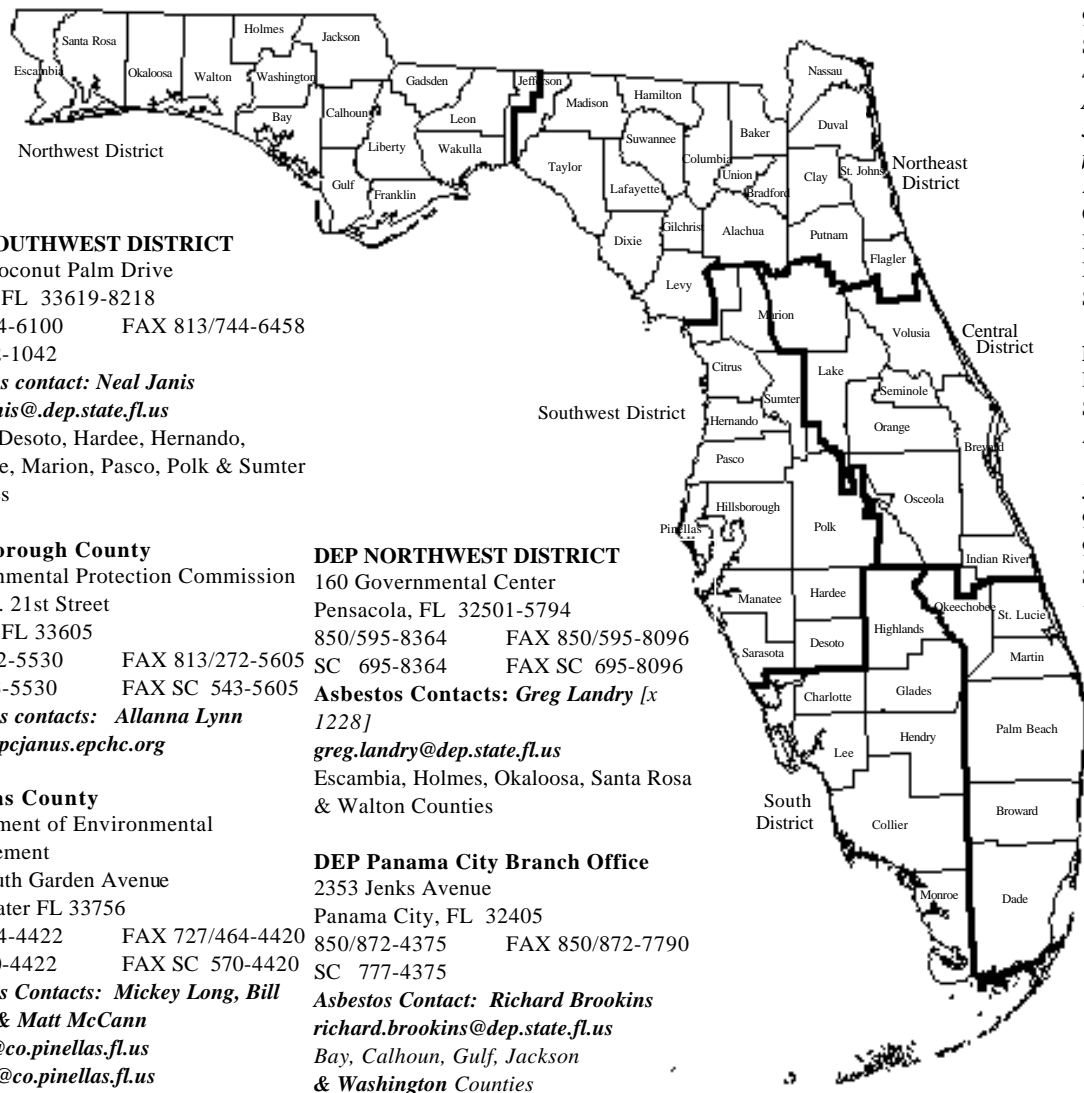 Holmes
Jackson
Santa Rosa
Escambia
Okaloosa
Walton
Washington
Gadsden
Jefferson
Madison
Hamilton
Nassau
Bay
Calhoun
Leon
Suwannee
Baker
Duval
Northwest District
Liberty
Wakulla
Taylor
Columbia
Union
Bradford
Clay
St. Johns
Northeast
District
Gulf
Franklin
Lafayette
Gilchrist
Alachua
Putnam
Dixie
Flagler
Levy
Marion
Volusia
Central
District
Citrus
Lake
Sumter
Seminole
Southwest District
Hernando
Orange
Brevard
Pasco
Hillsborough
Osceola
Pinellas
Polk
Indian River
Manatee
Hardee
Okeechobee
St. Lucie
Highlands
Sarasota
Desoto
Martin
Charlotte
Glades
Palm Beach
Hendry
Lee
South
District
Broward
Collier
Monroe
Dade
OUTHWEST DISTRICT
oconut Palm Drive
FL 33619-8218
4-6100 FAX 813/744-6458
2-1042
s contact: Neal Janis
nis@.dep.state.fl.us
Desoto, Hardee, Hernando,
e, Marion, Pasco, Polk & Sumter
es
orough County
nmental Protection Commission
. 21st Street
FL 33605
2-5530 FAX 813/272-5605
3-5530 FAX SC 543-5605
s contacts: Allanna Lynn
pcjanus.epchc.org
as County
ment of Environmental
ement
uth Garden Avenue
ater FL 33756
4-4422 FAX 727/464-4420
0-4422 FAX SC 570-4420
s Contacts: Mickey Long, Bill
& Matt McCann
@co.pinellas.fl.us
@co.pinellas.fl.us
DEP NORTHWEST DISTRICT
160 Governmental Center
Pensacola, FL 32501-5794
850/595-8364 FAX 850/595-8096
SC 695-8364 FAX SC 695-8096
Asbestos Contacts: Greg Landry [x
1228]
greg.landry@dep.state.fl.us
Escambia, Holmes, Okaloosa, Santa Rosa
& Walton Counties
DEP Panama City Branch Office
2353 Jenks Avenue
Panama City, FL 32405
850/872-4375 FAX 850/872-7790
SC 777-4375
Asbestos Contact: Richard Brookins
richard.brookins@dep.state.fl.us
Bay, Calhoun, Gulf, Jackson
& Washington Counties